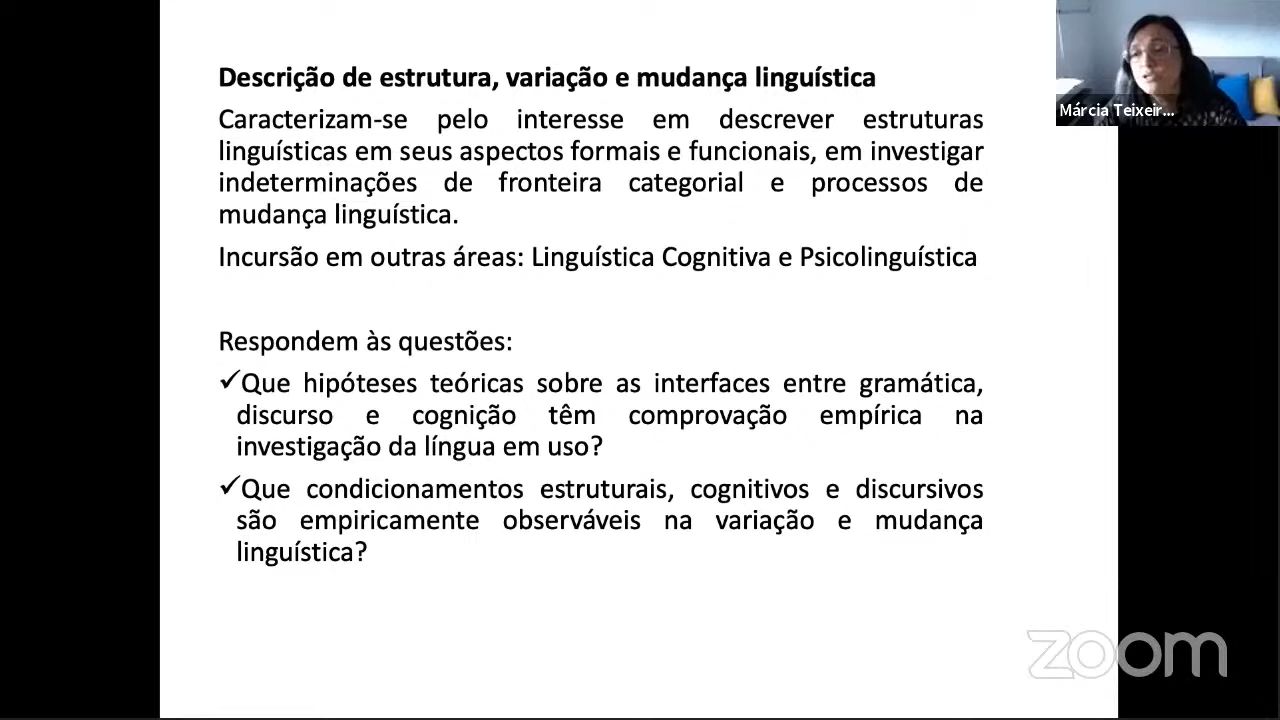 Descrição de estrutura, variação e mudança linguística
Caracterizam-se pelo interesse em descrever estruturas
linguísticas em seus aspectos formais e funcionais, em investigar
indeterminações de fronteira categorial e processos de
mudança linguística.
Incursão em outras áreas: Linguística Cognitiva e Psicolinguística
Respondem às questões:
✓Que hipóteses teóricas sobre as interfaces entre gramática,
discurso e cognição têm comprovação empírica na
investigação da língua em uso?
✓Que condicionamentos estruturais, cognitivos e discursivos
são empiricamente observáveis na variação e mudança
linguística?
Márcia Teixeir...
zoom